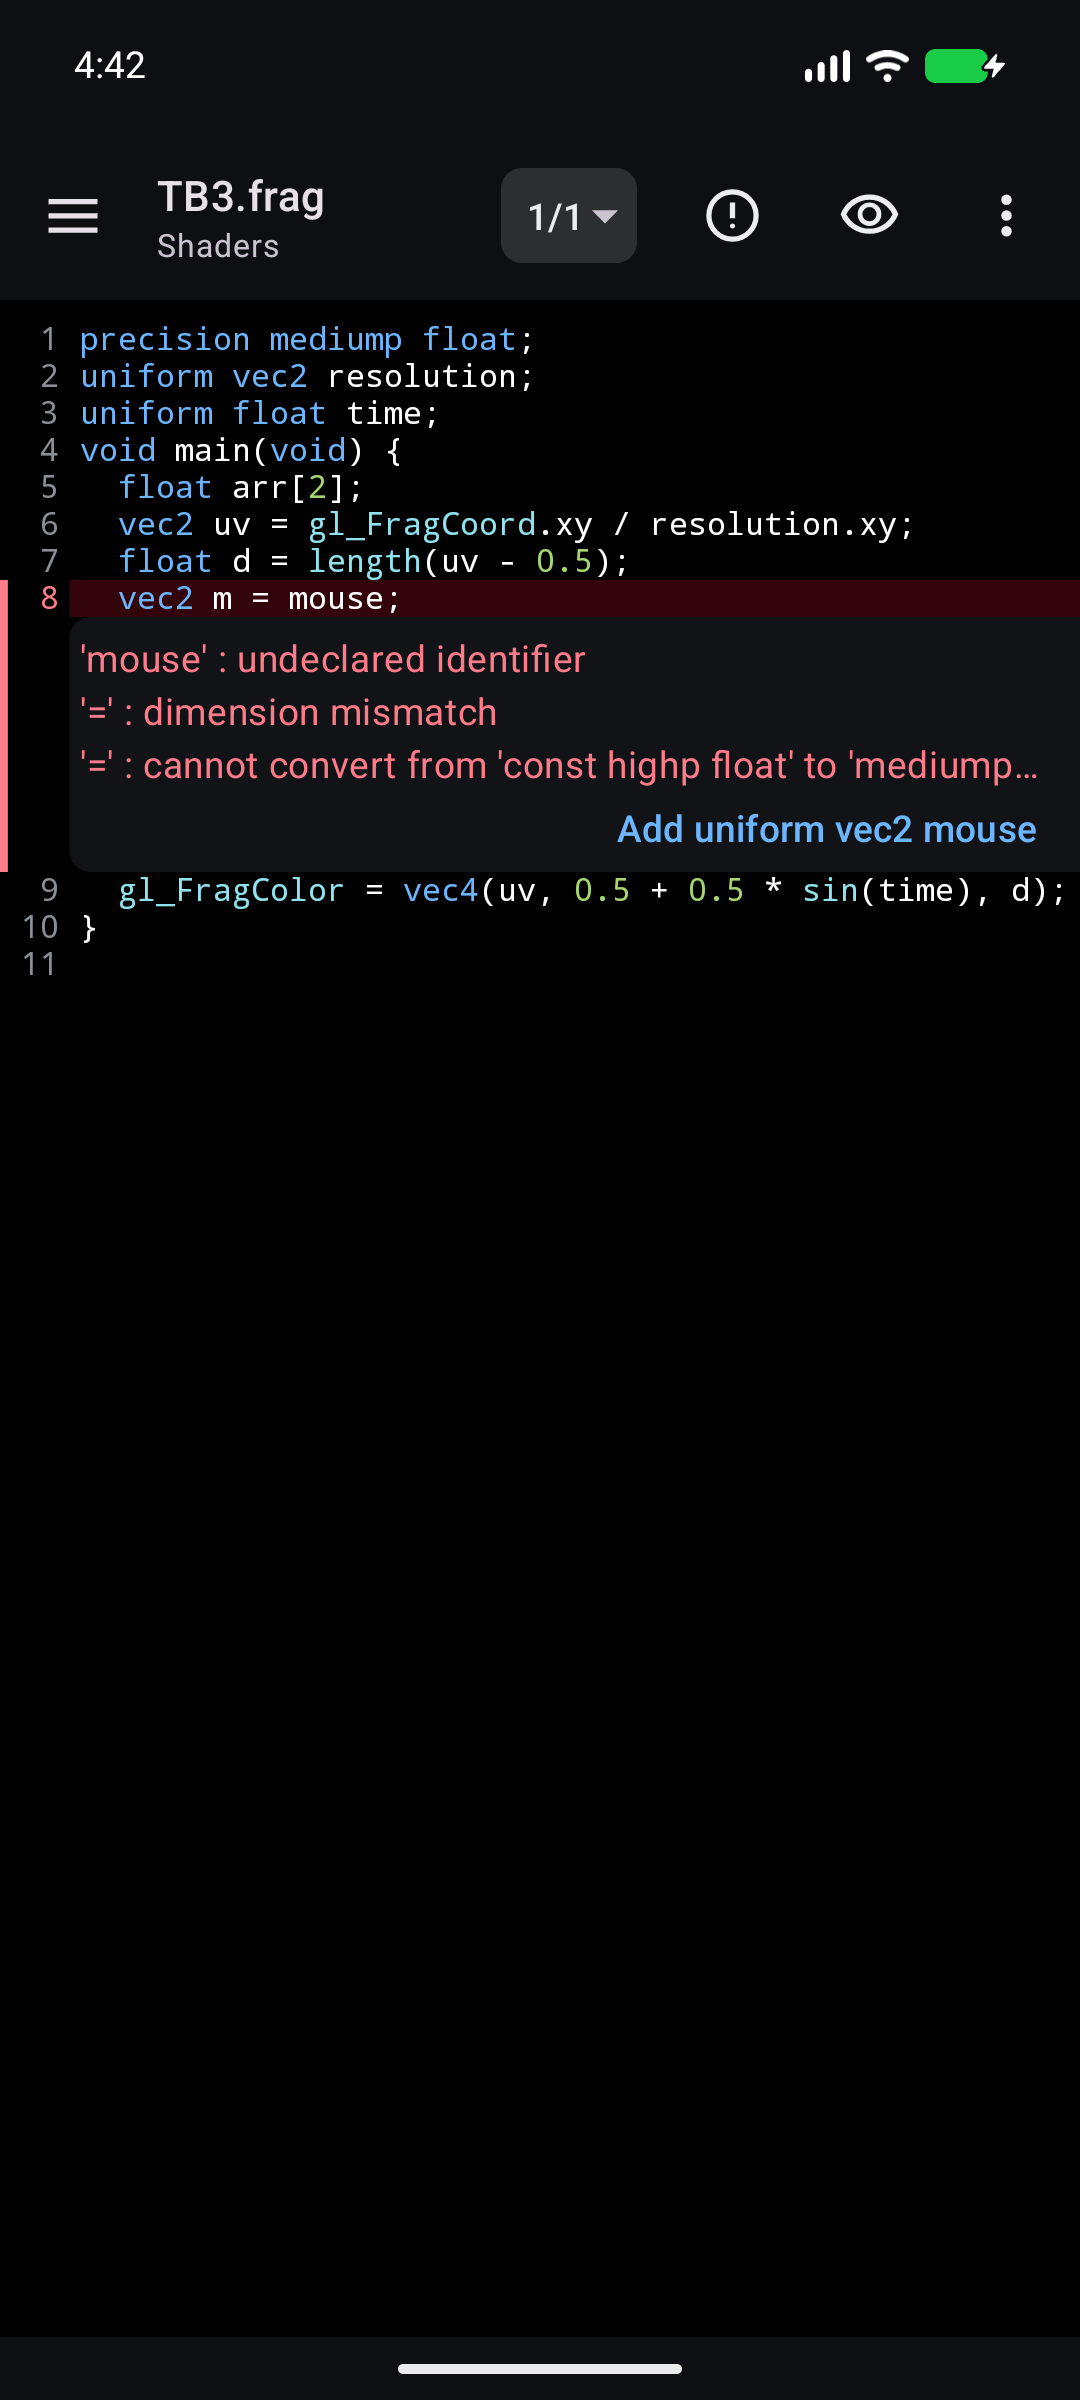 4:42
TB3.frag
Shaders
1/1
1 precision mediump float;
2 uniform vec2 resolution;
3 uniform float time;
4 void main(void) {
5   float arr[2];
6   vec2 uv = gl_FragCoord.xy / resolution.xy;
7   float d = length(uv - 0.5);
8   vec2 m = mouse;
'mouse' : undeclared identifier
'=' : dimension mismatch
'=' : cannot convert from 'const highp float' to 'mediump…
Add uniform vec2 mouse
9   gl_FragColor = vec4(uv, 0.5 + 0.5 * sin(time), d);
10 }
11